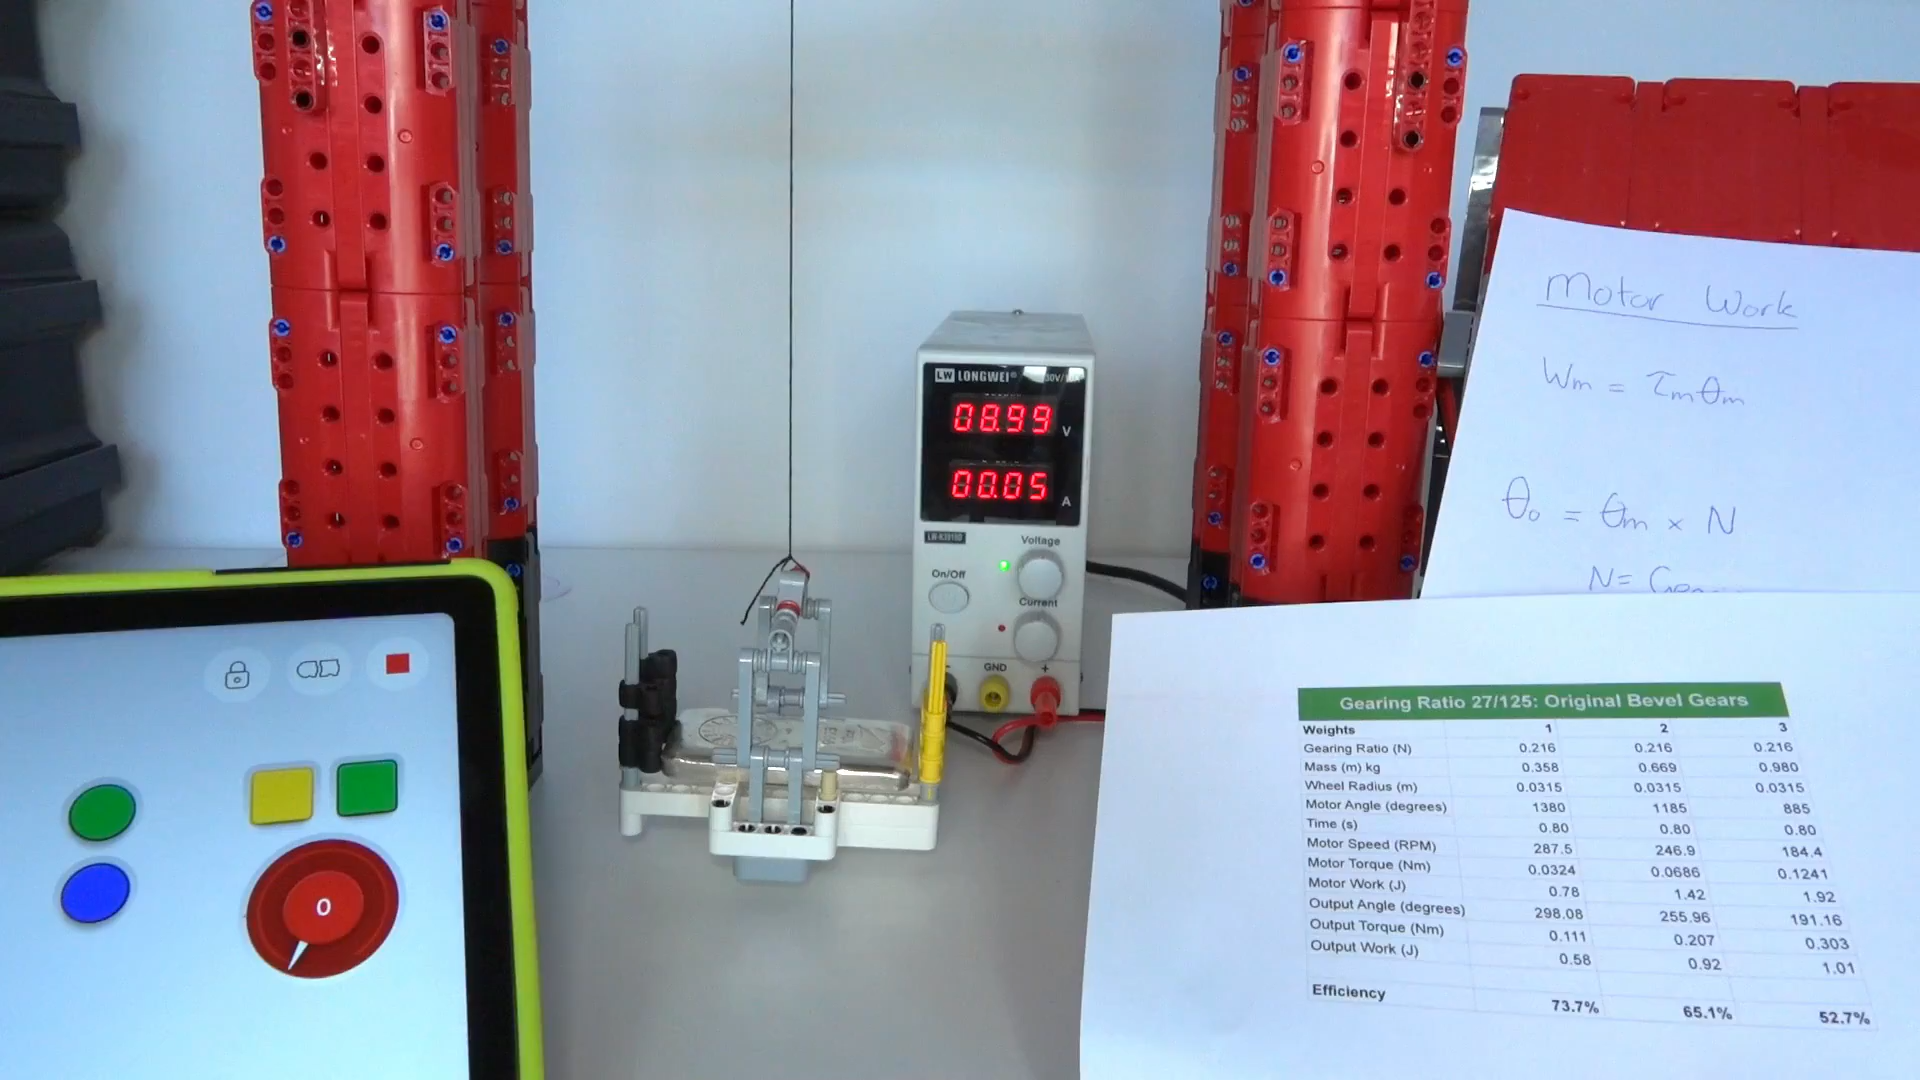 LW LONGWEI®
08.99 V
00.05 A
Voltage
On/Off
Current
GND
-
+
0
Motor Work
Wm = τmθm
θo = θm × N
N=
Gearing Ratio 27/125: Original Bevel Gears
Weights 1 2 3
Gearing Ratio (N) 0.216 0.216 0.216
Mass (m) kg 0.358 0.669 0.980
Wheel Radius (m) 0.0315 0.0315 0.0315
Motor Angle (degrees) 1380 1185 885
Time (s) 0.80 0.80 0.80
Motor Speed (RPM) 287.5 246.9 184.4
Motor Torque (Nm) 0.0324 0.0686 0.1241
Motor Work (J) 0.78 1.42 1.92
Output Angle (degrees) 298.08 255.96 191.16
Output Torque (Nm) 0.111 0.207 0.303
Output Work (J) 0.58 0.92 1.01
Efficiency 73.7% 65.1% 52.7%